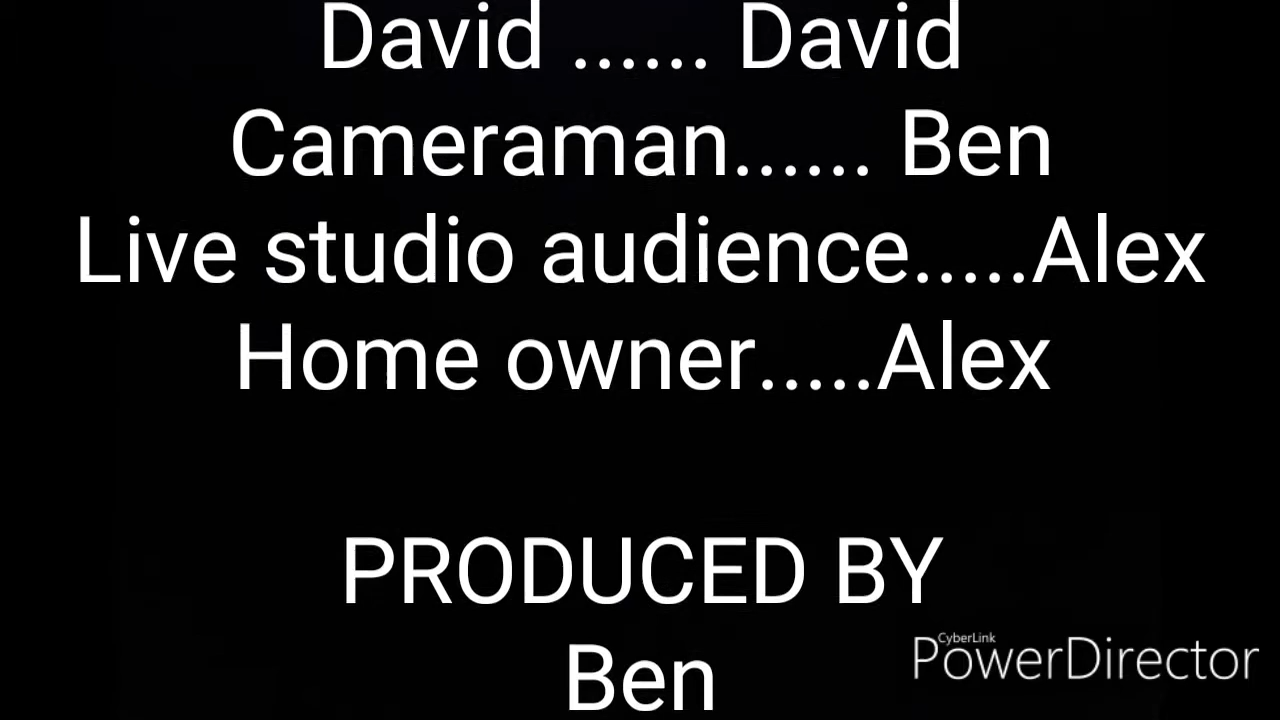 David ...... David
Cameraman...... Ben
Live studio audience.....Alex
Home owner.....Alex
PRODUCED BY
Ben
CyberLink
PowerDirector